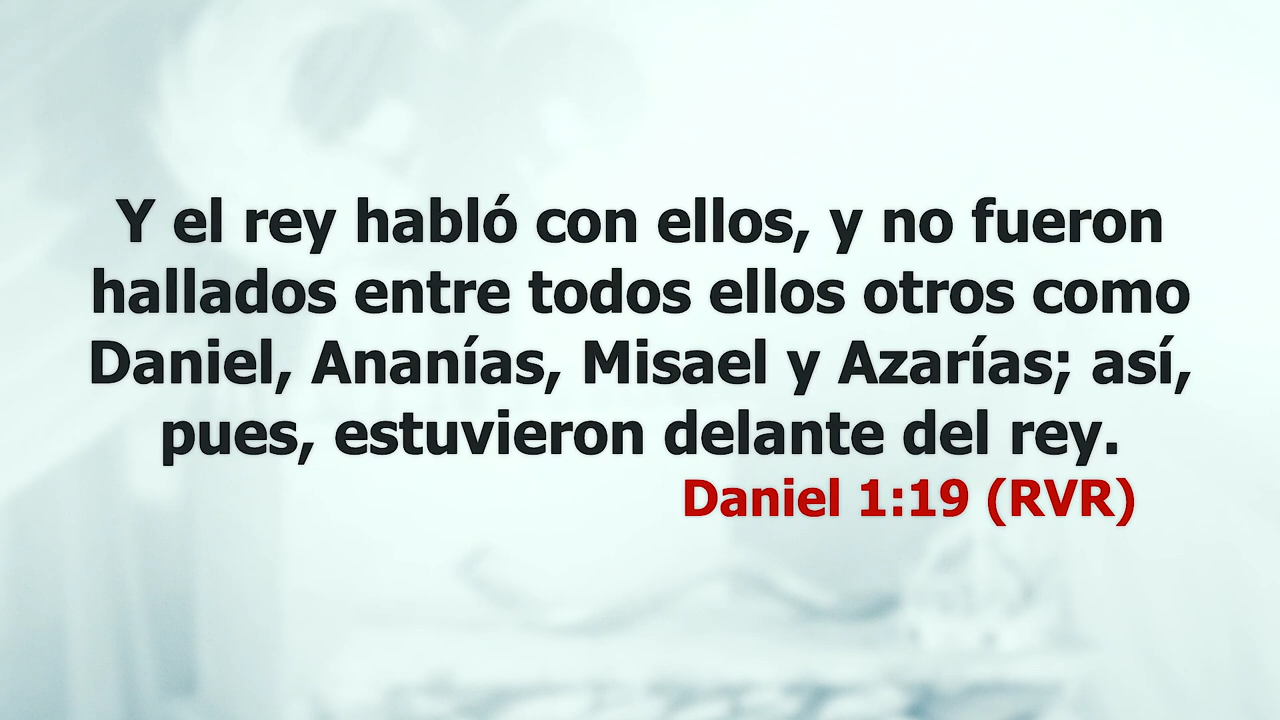 Y el rey habló con ellos, y no fueron
hallados entre todos ellos otros como
Daniel, Ananías, Misael y Azarías; así,
pues, estuvieron delante del rey.
Daniel 1:19 (RVR)